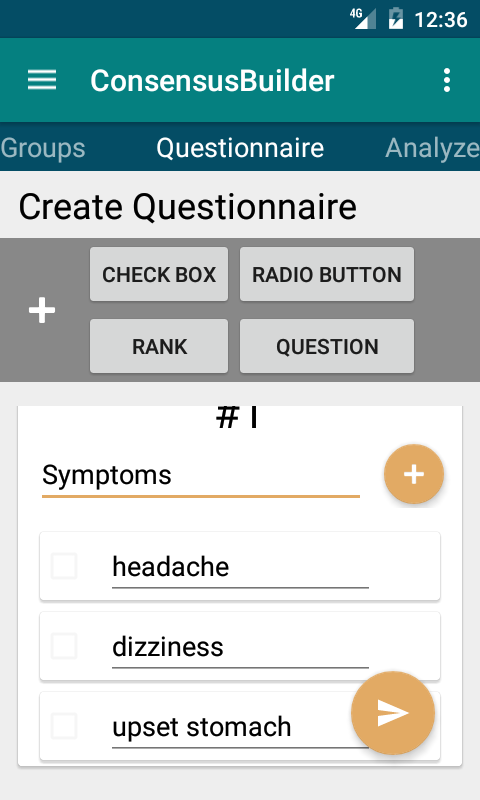 4G 12:36
ConsensusBuilder
Groups Questionnaire Analyze
Create Questionnaire
CHECK BOX RADIO BUTTON
RANK QUESTION
#1
Symptoms
headache
dizziness
upset stomach